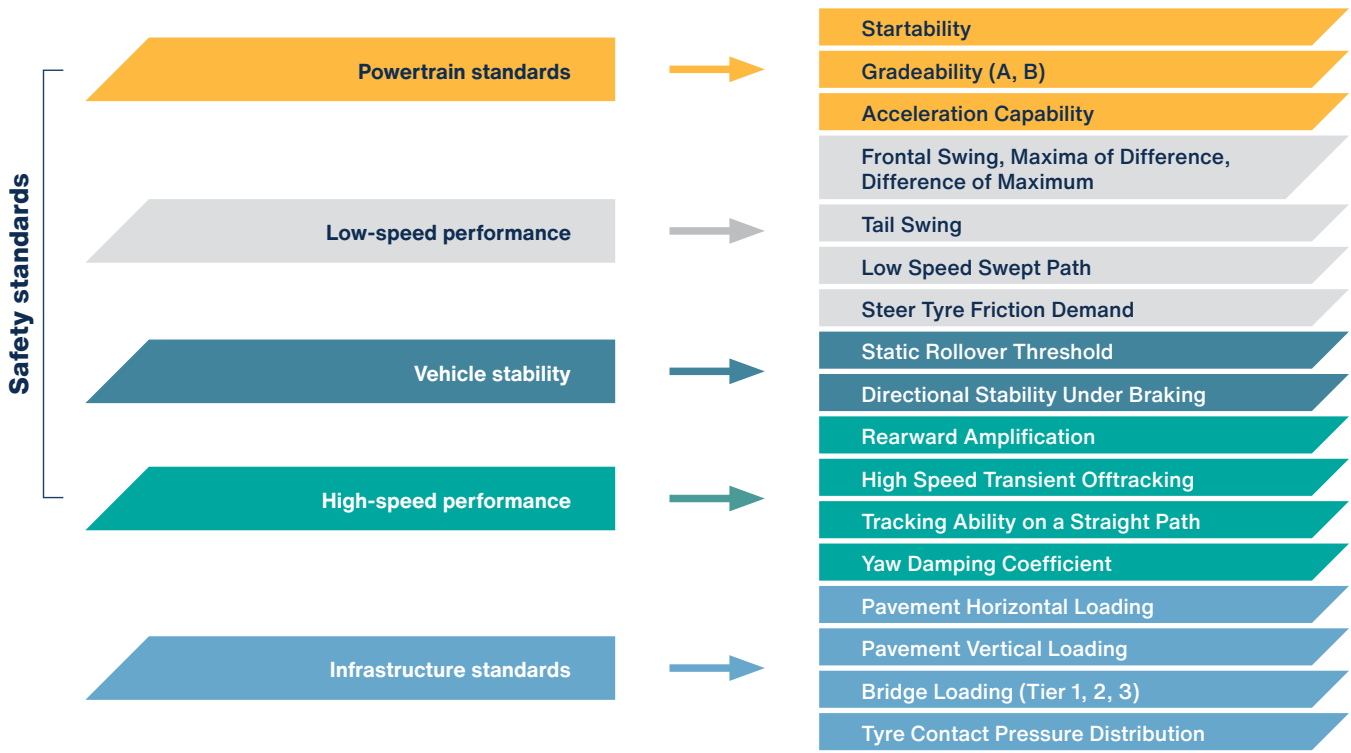 Safety standards
Powertrain standards
Startability
Gradeability (A, B)
Acceleration Capability
Low-speed performance
Frontal Swing, Maxima of Difference,
Difference of Maximum
Tail Swing
Low Speed Swept Path
Steer Tyre Friction Demand
Vehicle stability
Static Rollover Threshold
Directional Stability Under Braking
High-speed performance
Rearward Amplification
High Speed Transient Offtracking
Tracking Ability on a Straight Path
Yaw Damping Coefficient
Infrastructure standards
Pavement Horizontal Loading
Pavement Vertical Loading
Bridge Loading (Tier 1, 2, 3)
Tyre Contact Pressure Distribution